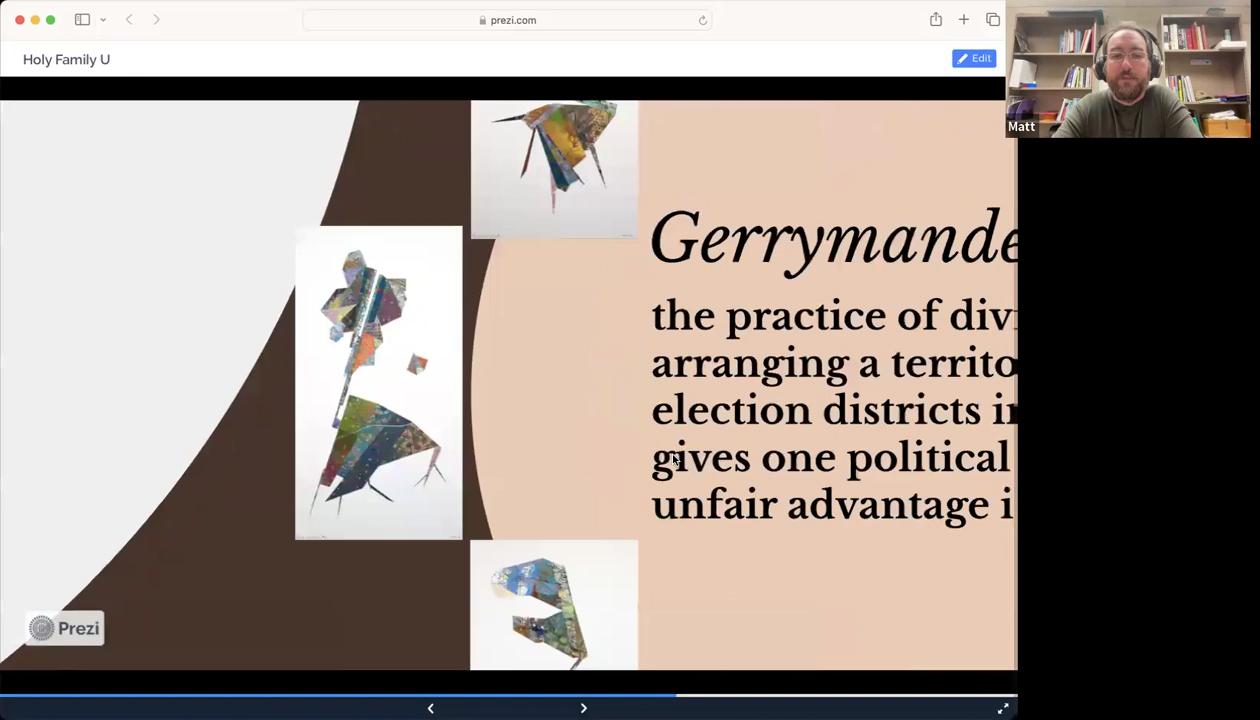 prezi.com
Holy Family U
Edit
Matt
Gerrymande
the practice of div
arranging a territo
election districts i
gives one political
unfair advantage i
Prezi